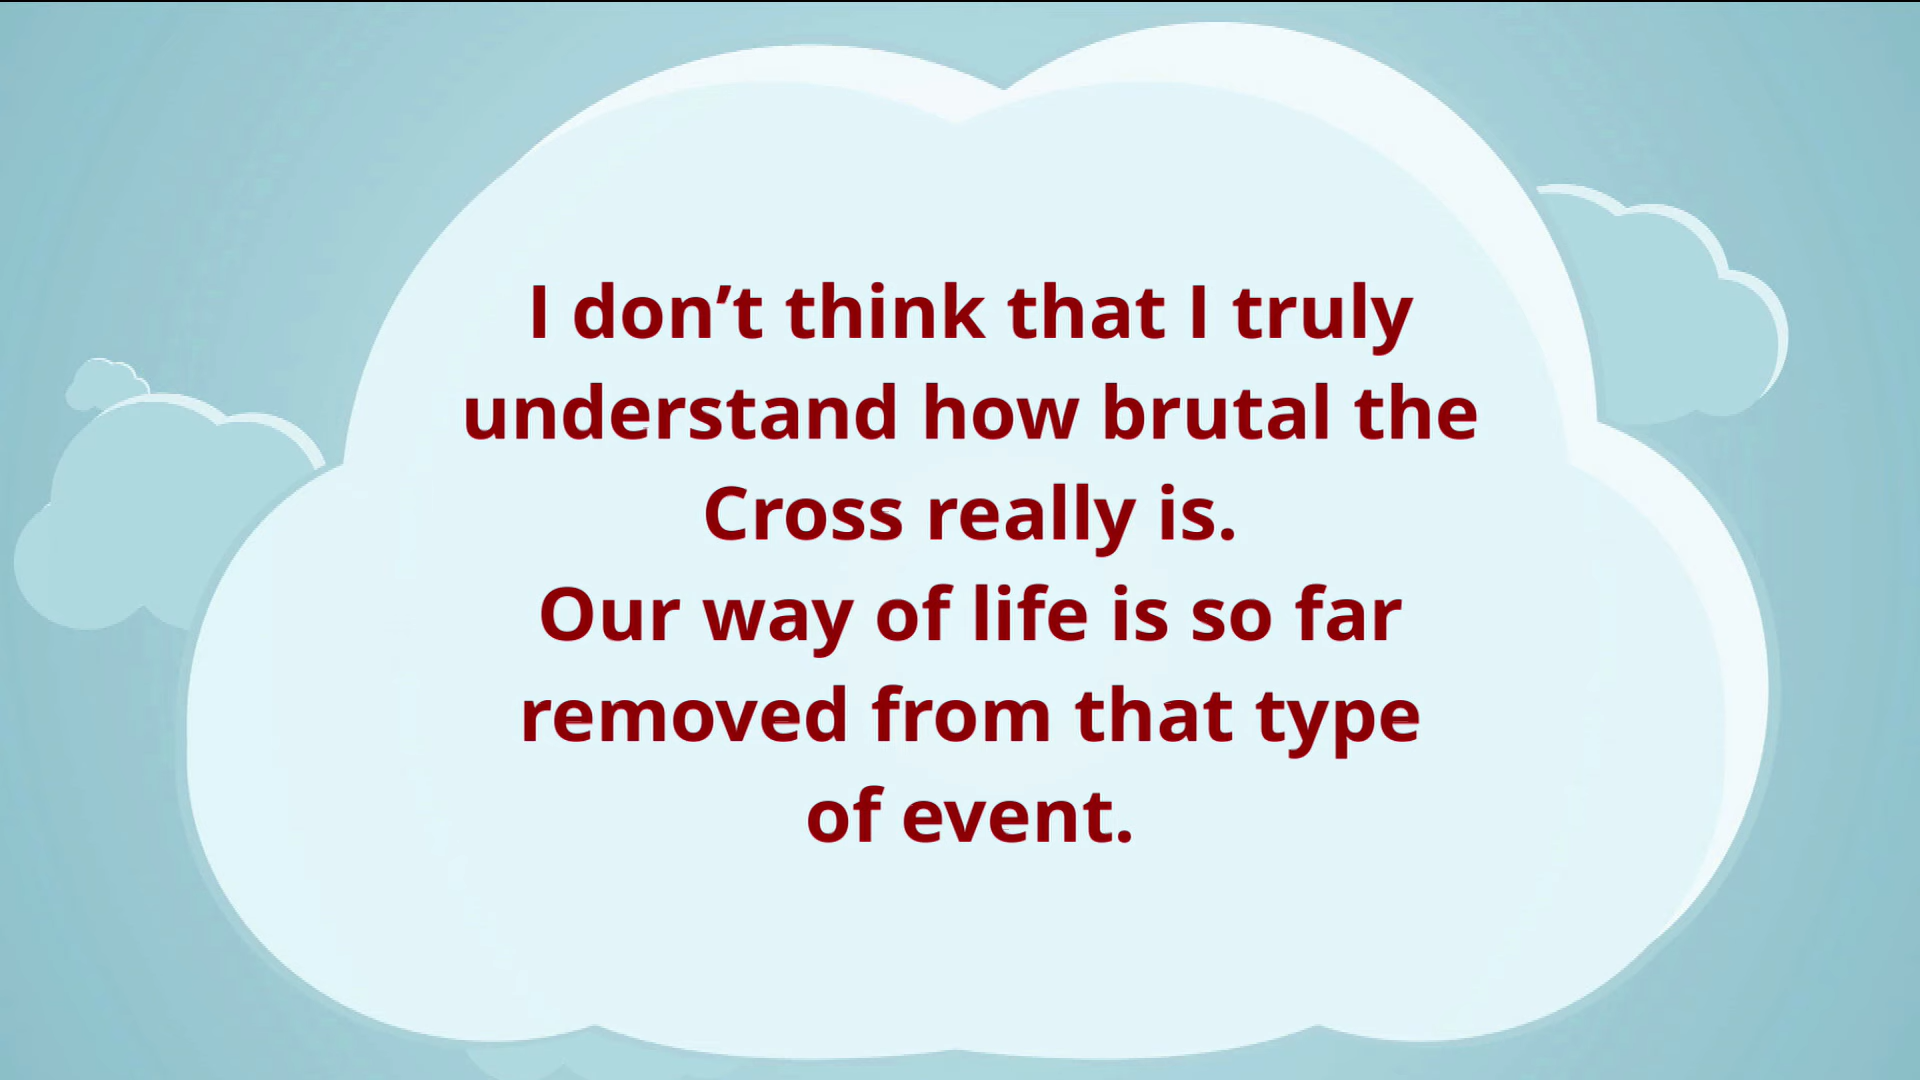 I don’t think that I truly
understand how brutal the
Cross really is.
Our way of life is so far
removed from that type
of event.